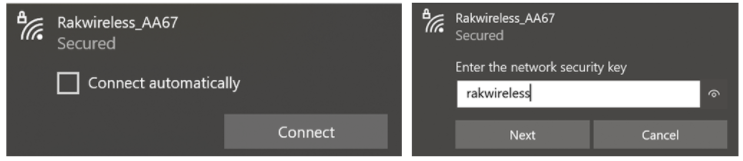 Rakwireless_AA67
Secured
Connect automatically
Connect
Rakwireless_AA67
Secured
Enter the network security key
rakwireless
Next
Cancel